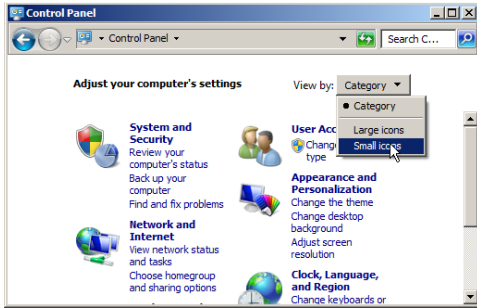 Control Panel
Control Panel
Search C...
Adjust your computer's settings
View by: Category
Category
Large icons
Small icons
System and
Security
Review your
computer's status
Back up your
computer
Find and fix problems
Network and
Internet
View network status
and tasks
Choose homegroup
and sharing options
User Acc
Change
type
Appearance and
Personalization
Change the theme
Change desktop
background
Adjust screen
resolution
Clock, Language,
and Region
Change keyboards or